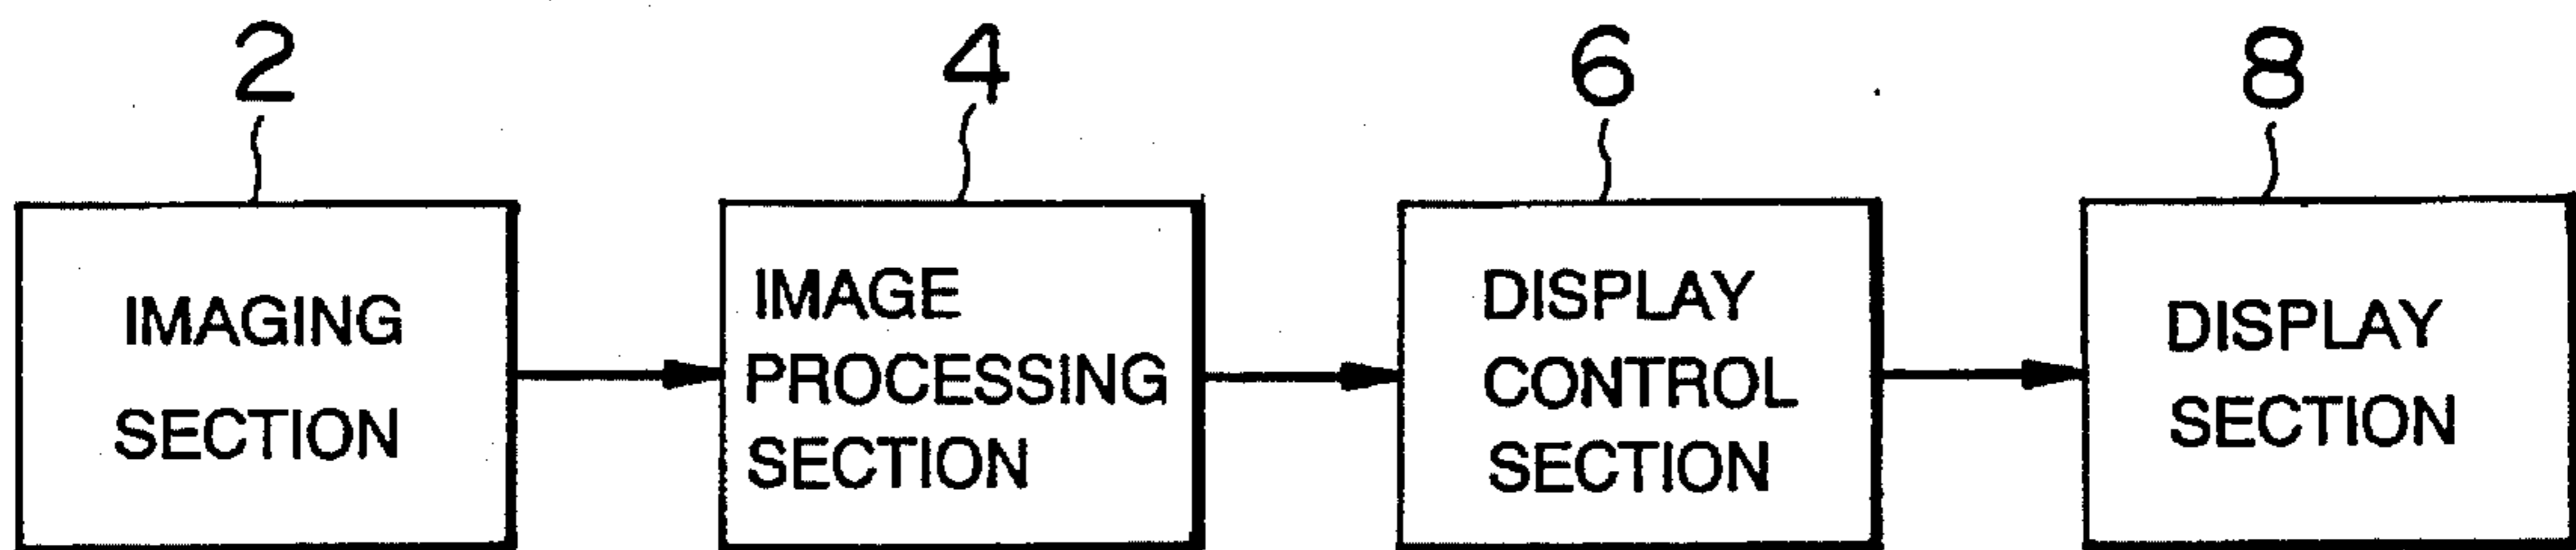 2
4
6
8
IMAGING
SECTION
IMAGE
PROCESSING
SECTION
DISPLAY
CONTROL
SECTION
DISPLAY
SECTION